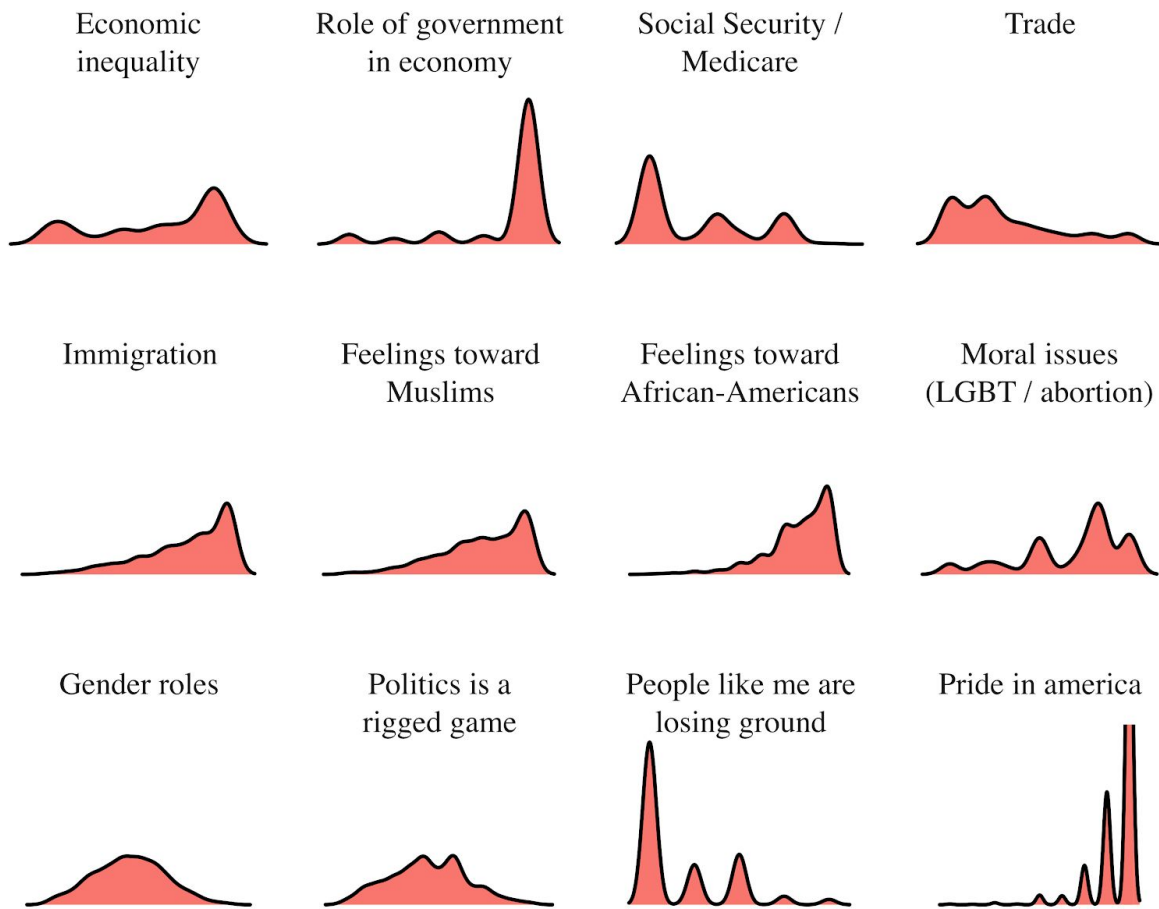 Economic
inequality
Role of government
in economy
Social Security /
Medicare
Trade
Immigration
Feelings toward
Muslims
Feelings toward
African-Americans
Moral issues
(LGBT / abortion)
Gender roles
Politics is a
rigged game
People like me are
losing ground
Pride in america